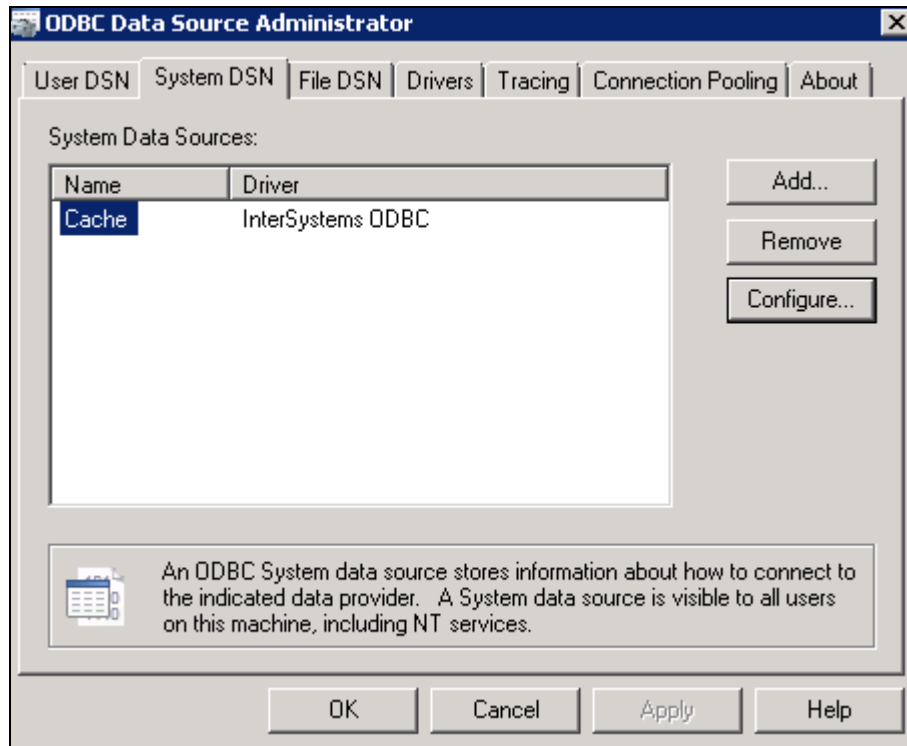 ODBC Data Source Administrator
User DSN System DSN File DSN Drivers Tracing Connection Pooling About
System Data Sources:
Name Driver
Cache InterSystems ODBC
Add...
Remove
Configure...
An ODBC System data source stores information about how to connect to
the indicated data provider. A System data source is visible to all users
on this machine, including NT services.
OK Cancel Apply Help